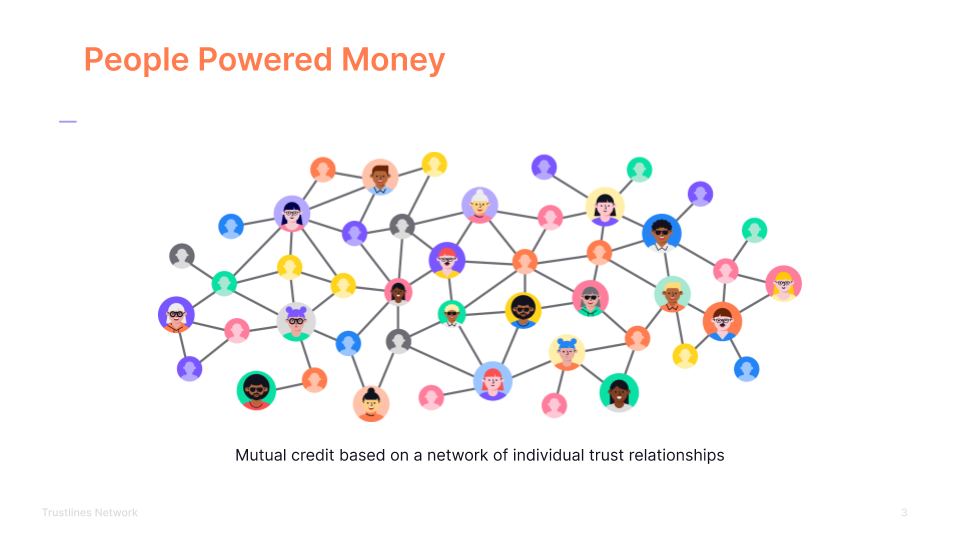 People Powered Money
Mutual credit based on a network of individual trust relationships
Trustlines Network
3